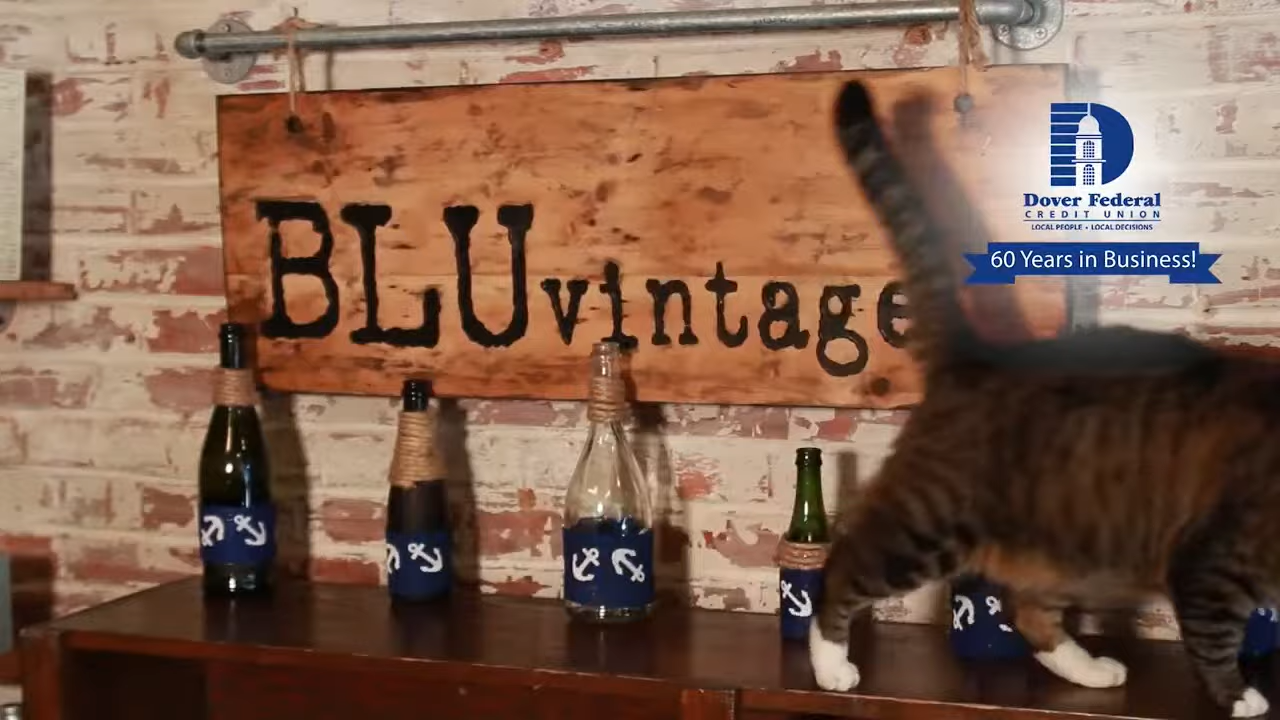 BLUvintage
D
Dover Federal
CREDIT UNION
LOCAL PEOPLE • LOCAL DECISIONS
60 Years in Business!